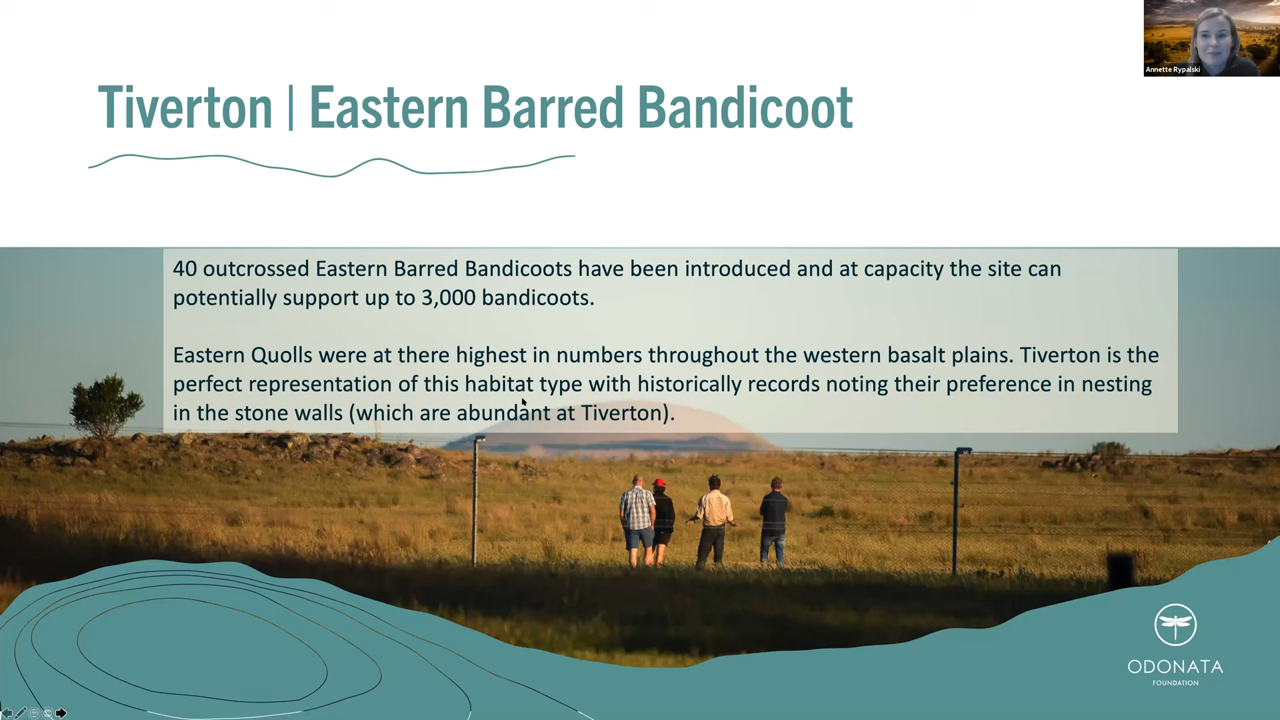 Annette Rypalski
Tiverton | Eastern Barred Bandicoot
40 outcrossed Eastern Barred Bandicoots have been introduced and at capacity the site can
potentially support up to 3,000 bandicoots.
Eastern Quolls were at there highest in numbers throughout the western basalt plains. Tiverton is the
perfect representation of this habitat type with historically records noting their preference in nesting
in the stone walls (which are abundant at Tiverton).
ODONATA
FOUNDATION